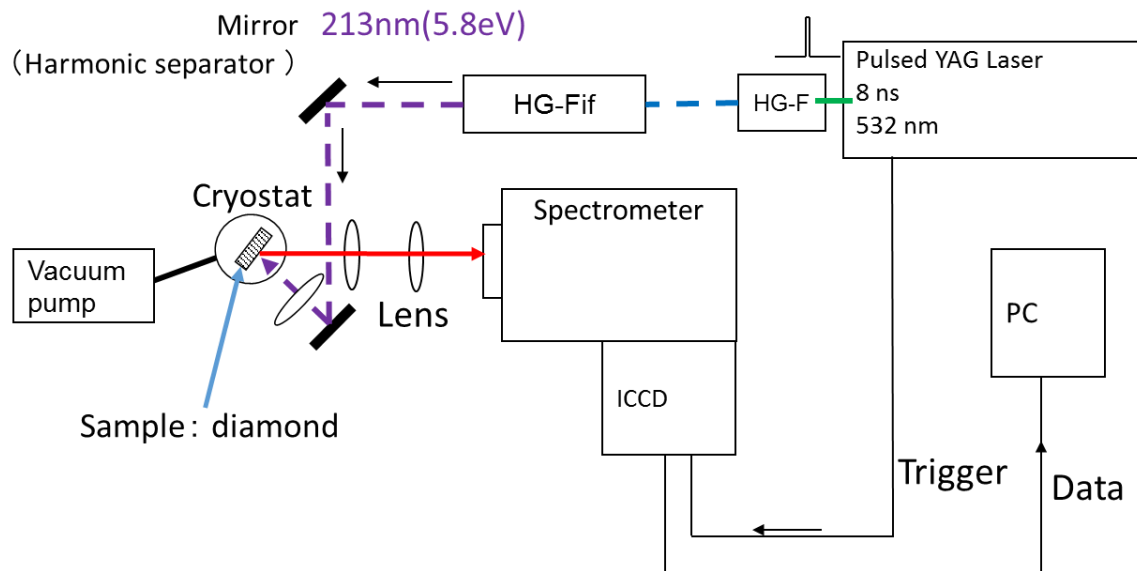 Mirror 213nm(5.8eV)
（Harmonic separator ）
Pulsed YAG Laser
8 ns
532 nm
HG-Fif
HG-F
Cryostat
Spectrometer
Vacuum
pump
Lens
PC
ICCD
Sample： diamond
Trigger
Data